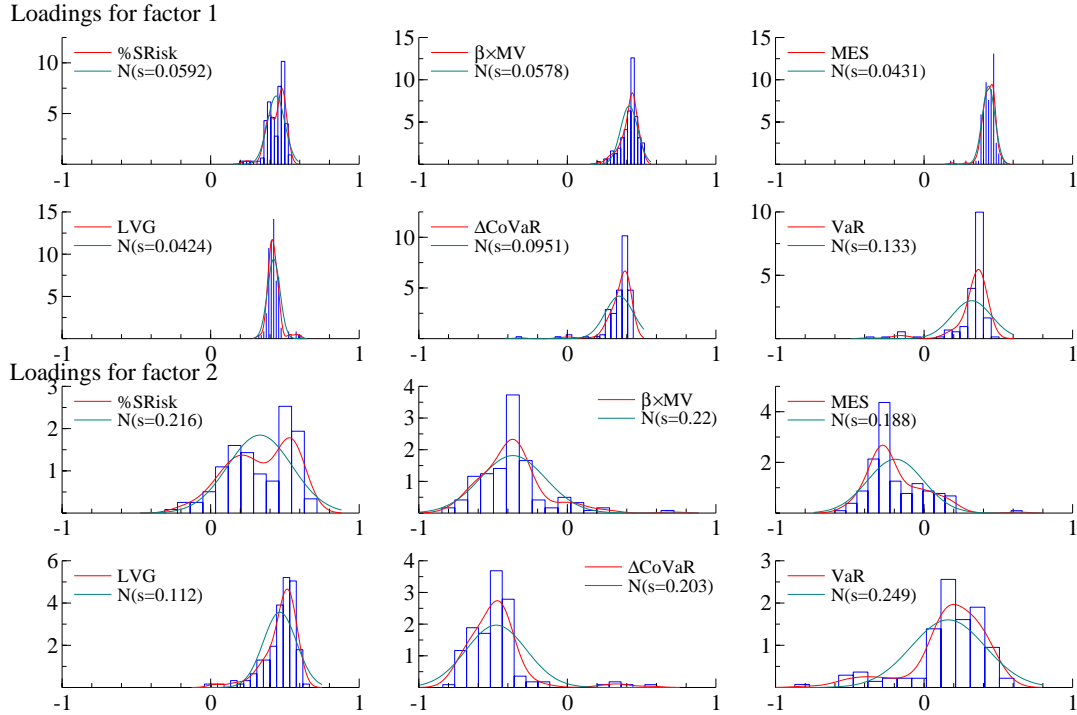 Loadings for factor 1
15
10
5
%SRisk
N(s=0.0592)
-1 0 1
15
10
5
β×MV
N(s=0.0578)
-1 0 1
15
10
5
MES
N(s=0.0431)
-1 0 1
15
10
5
LVG
N(s=0.0424)
-1 0 1
10
5
ΔCoVaR
N(s=0.0951)
-1 0 1
10
5
VaR
N(s=0.133)
-1 0 1
Loadings for factor 2
3
2
1
%SRisk
N(s=0.216)
-1 0 1
4
3
2
1
β×MV
N(s=0.22)
-1 0 1
4
2
MES
N(s=0.188)
-1 0 1
6
4
2
LVG
N(s=0.112)
-1 0 1
4
3
2
1
ΔCoVaR
N(s=0.203)
-1 0 1
3
2
1
VaR
N(s=0.249)
-1 0 1